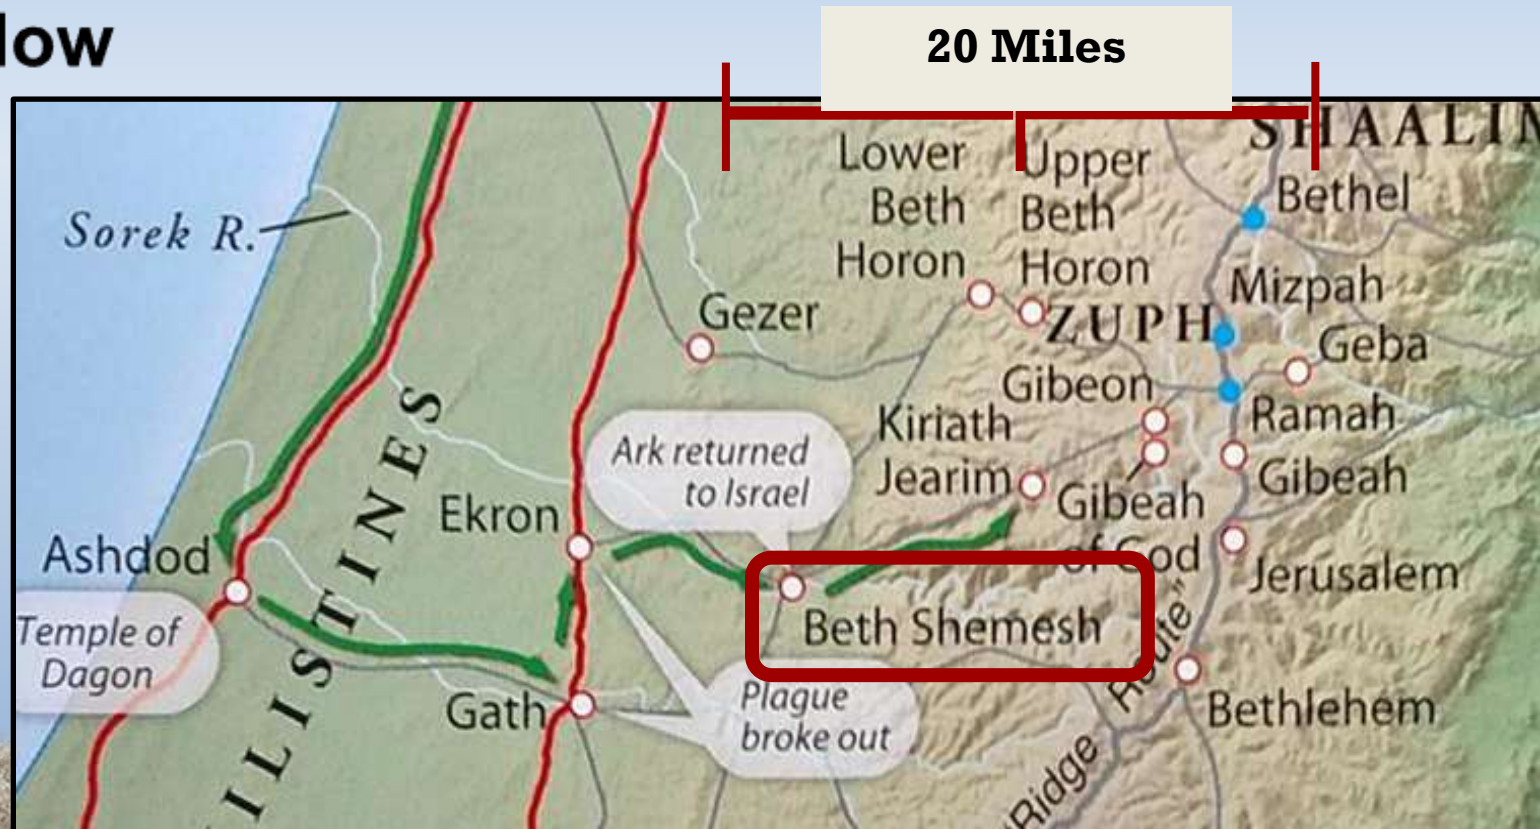 low
20 Miles
SHAALIM
Lower
Beth
Horon
Upper
Beth
Horon
Bethel
Sorek R.
Mizpah
ZUPH
Gezer
Geba
Gibeon
Ramah
Kiriath
Jearim
Gibeah
Gibeah
of God
Ark returned
to Israel
Ekron
Ashdod
Jerusalem
Temple of
Dagon
Beth Shemesh
Gath
Plague
broke out
Bethlehem
ILISTINES
Ridge
Route"